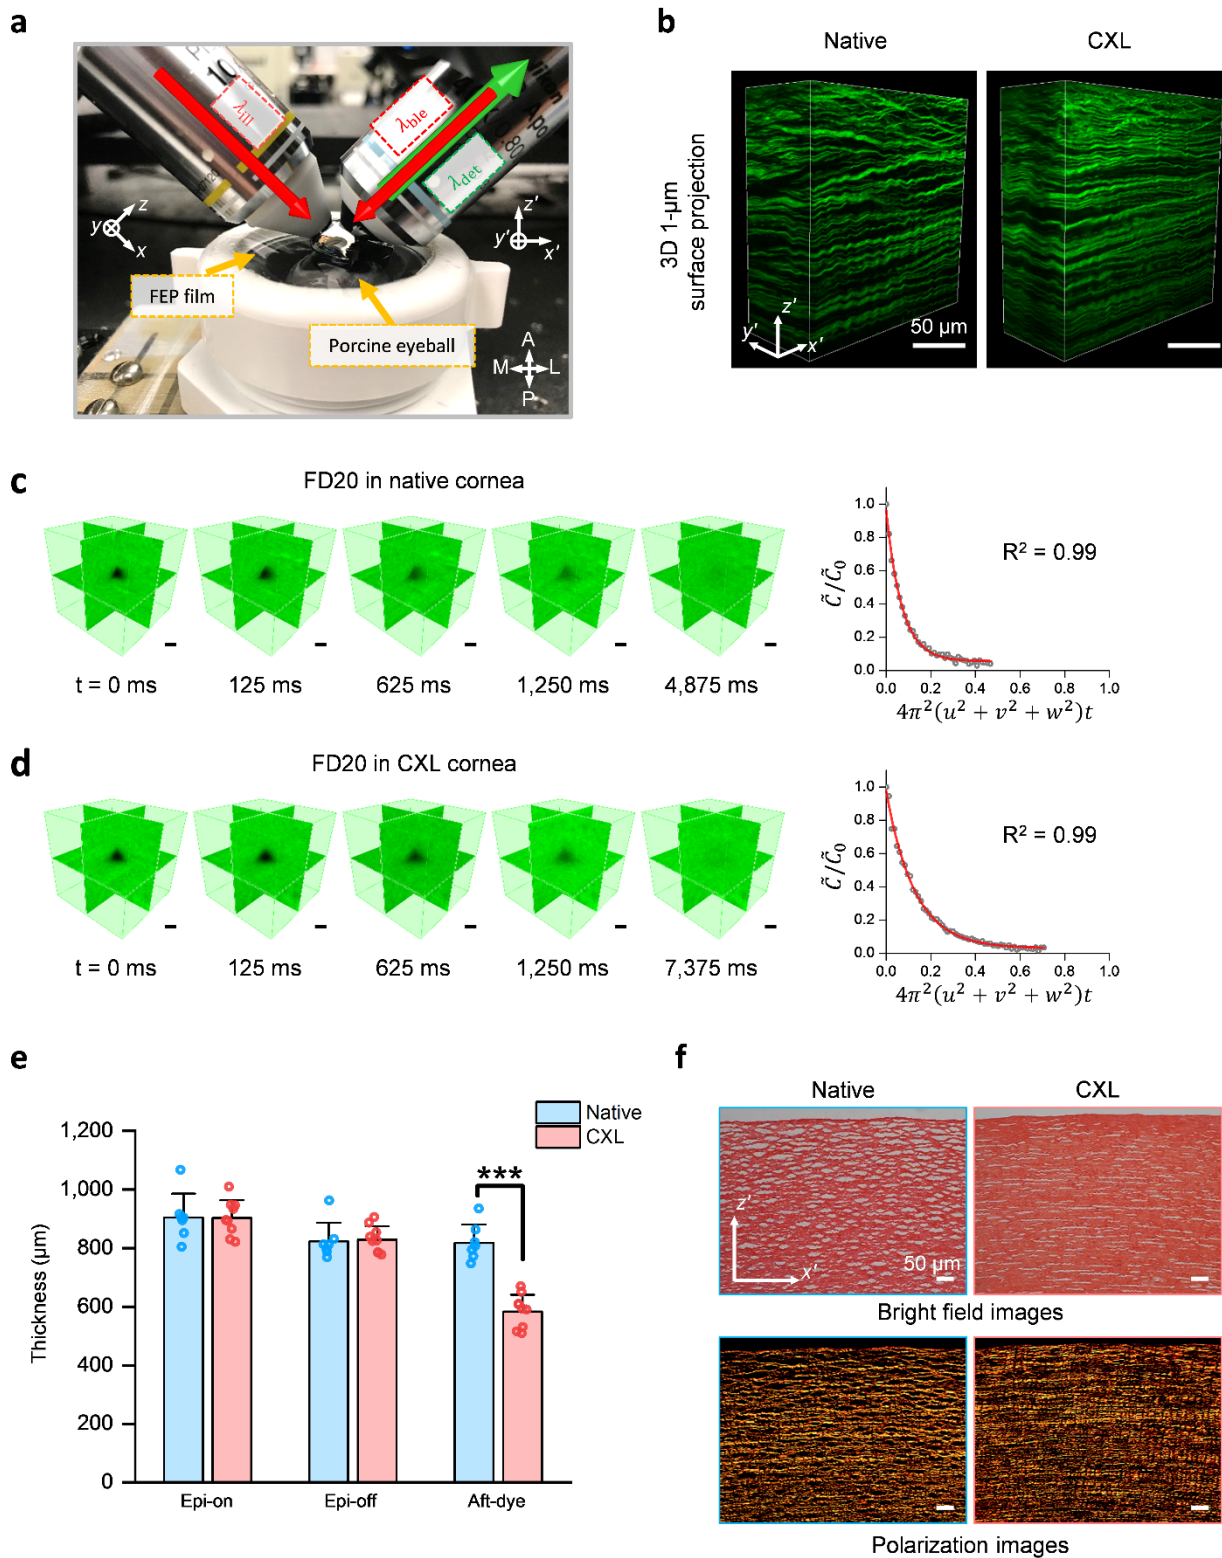 a
10
0.80
λill
λble
λdet
z
y
x
z'
y'
x'
FEP film
Porcine eyeball
A
M
L
P
b
Native
CXL
3D 1-µm
surface projection
z'
y'
x'
50 µm
c
FD20 in native cornea
t = 0 ms
125 ms
625 ms
1,250 ms
4,875 ms
1.0
0.8
0.6
0.4
0.2
0.0
C̃/C̃₀
R² = 0.99
0.0 0.2 0.4 0.6 0.8 1.0
4π²(u² + v² + w²)t
d
FD20 in CXL cornea
t = 0 ms
125 ms
625 ms
1,250 ms
7,375 ms
1.0
0.8
0.6
0.4
0.2
0.0
C̃/C̃₀
R² = 0.99
0.0 0.2 0.4 0.6 0.8 1.0
4π²(u² + v² + w²)t
e
Native
CXL
1,200
1,000
800
600
400
200
0
Thickness (µm)
***
Epi-on
Epi-off
Aft-dye
f
Native
CXL
z'
x'
50 µm
Bright field images
Polarization images